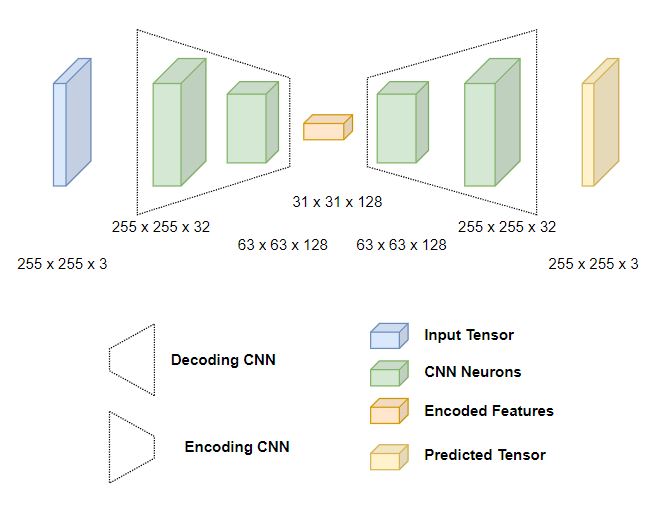 31 x 31 x 128
255 x 255 x 32
255 x 255 x 32
63 x 63 x 128
63 x 63 x 128
255 x 255 x 3
255 x 255 x 3
Decoding CNN
Encoding CNN
Input Tensor
CNN Neurons
Encoded Features
Predicted Tensor